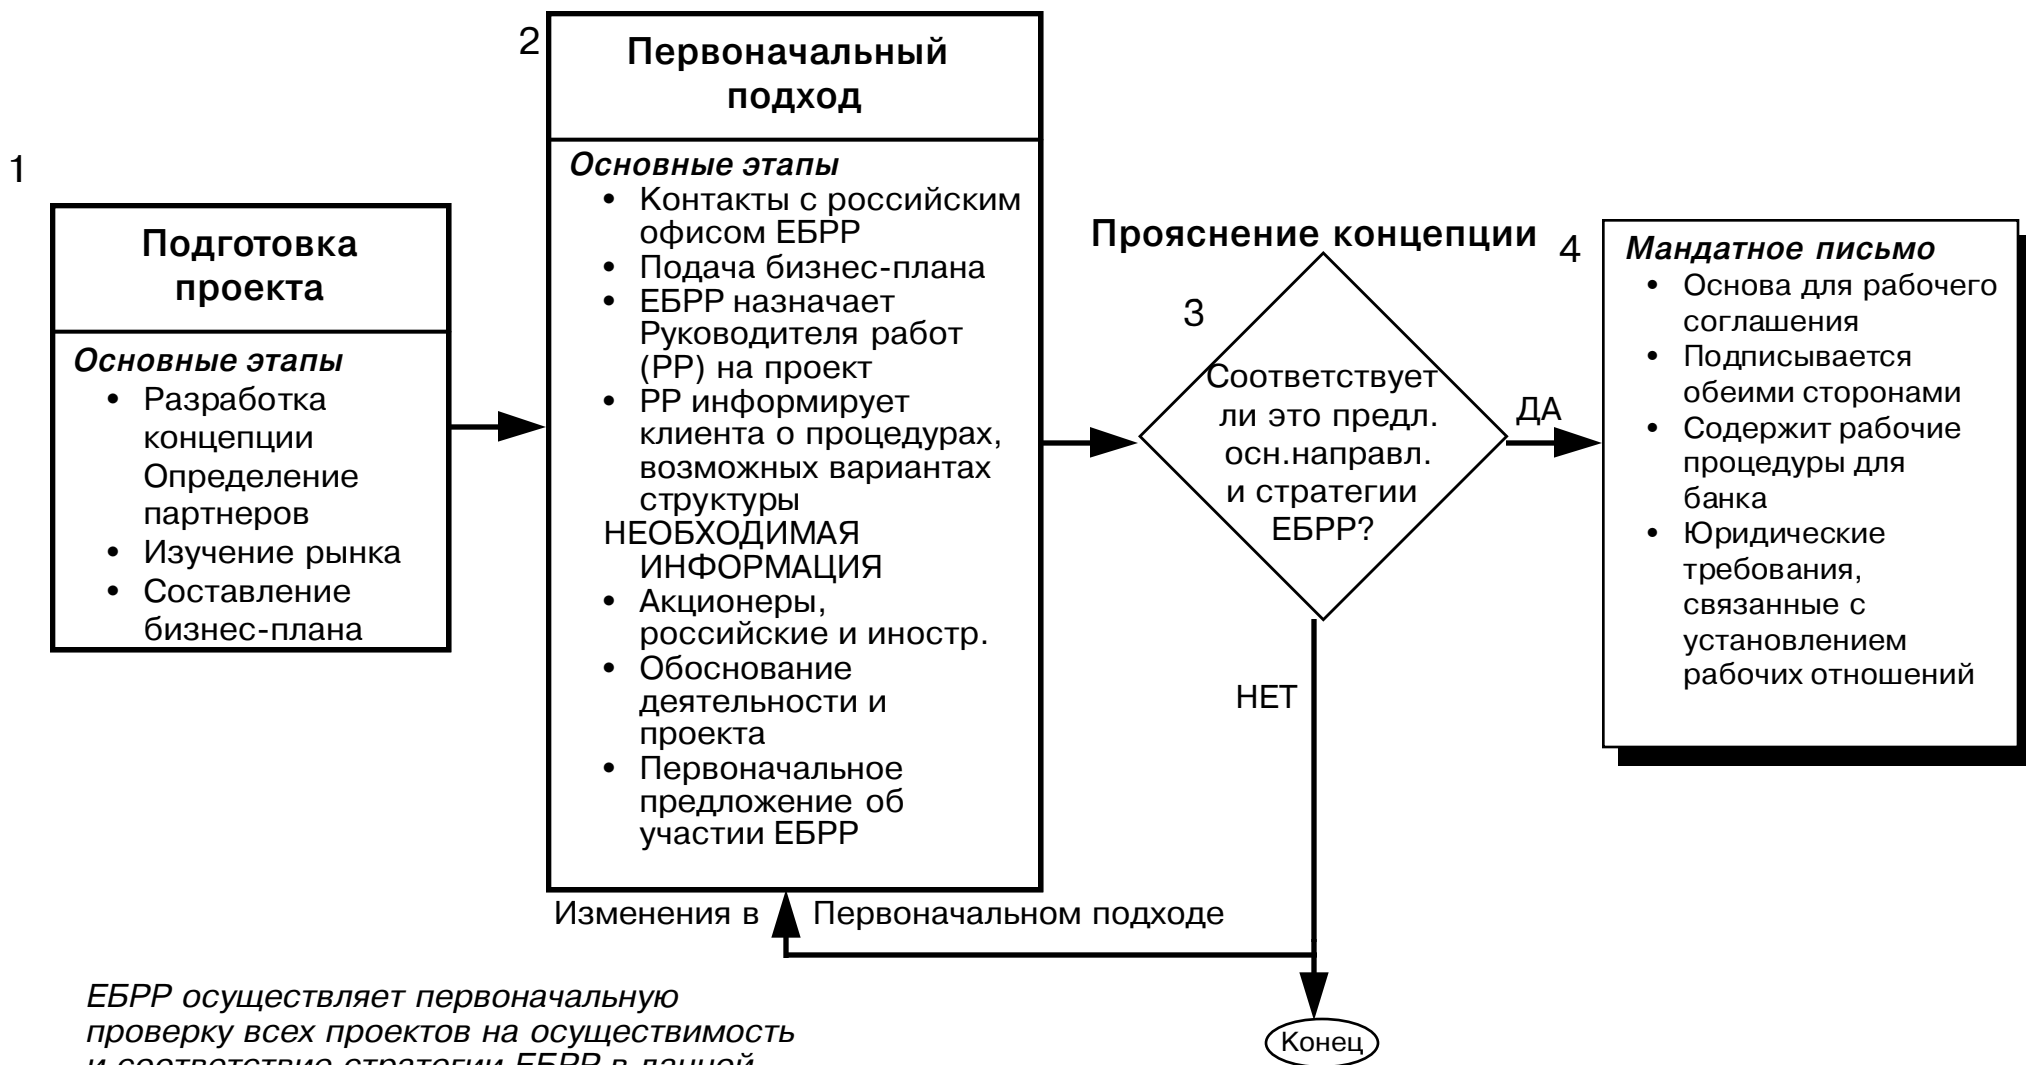 1
Подготовка
проекта
Основные этапы
• Разработка
концепции
Определение
партнеров
• Изучение рынка
• Составление
бизнес-плана
2
Первоначальный
подход
Основные этапы
• Контакты с российским
офисом ЕБРР
• Подача бизнес-плана
• ЕБРР назначает
Руководителя работ
(РР) на проект
• РР информирует
клиента о процедурах,
возможных вариантах
структуры
НЕОБХОДИМАЯ
ИНФОРМАЦИЯ
• Акционеры,
российские и иностр.
• Обоснование
деятельности и
проекта
• Первоначальное
предложение об
участии ЕБРР
Прояснение концепции
3
Соответствует
ли это предл.
осн.направл.
и стратегии
ЕБРР?
ДА
НЕТ
4
Мандатное письмо
• Основа для рабочего
соглашения
• Подписывается
обеими сторонами
• Содержит рабочие
процедуры для
банка
• Юридические
требования,
связанные с
установлением
рабочих отношений
Изменения в Первоначальном подходе
Конец
ЕБРР осуществляет первоначальную
проверку всех проектов на осуществимость
и соответствие стратегии ЕБРР в данной